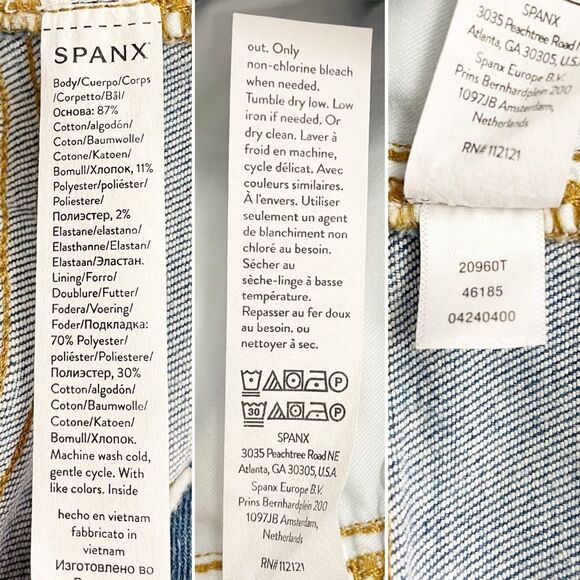 SPANX
Body/Cuerpo/Corps
/Corpetto/Bål/
Основа: 87%
Cotton/algodón/
Coton/Baumwolle/
Cotone/Katoen/
Bomull/Хлопок, 11%
Polyester/poliéster/
Poliestere/
Полиэстер, 2%
Elastane/elastano/
Elasthanne/Elastan/
Elastaan/Эластан.
Lining/Forro/
Doublure/Futter/
Fodera/Voering/
Foder/Подкладка:
70% Polyester/
poliéster/Poliestere/
Полиэстер, 30%
Cotton/algodón/
Coton/Baumwolle/
Cotone/Katoen/
Bomull/Хлопок.
Machine wash cold,
gentle cycle. With
like colors. Inside
hecho en vietnam
fabbricato in
vietnam
Изготовлено во
out. Only
non-chlorine bleach
when needed.
Tumble dry low. Low
iron if needed. Or
dry clean. Laver à
froid en machine,
cycle délicat. Avec
couleurs similaires.
À l'envers. Utiliser
seulement un agent
de blanchiment non
chloré au besoin.
Sécher au
sèche-linge à basse
température.
Repasser au fer doux
au besoin. ou
nettoyer à sec.
P
30 P
SPANX
3035 Peachtree Road NE
Atlanta, GA 30305, U.S.A.
Spanx Europe B.V.
Prins Bernhardplein 200
1097JB Amsterdam,
Netherlands
RN# 112121
SPANX
3035 Peachtree Road
Atlanta, GA 30305, U.S.A.
Spanx Europe B.V.
Prins Bernhardplein 200
1097JB Amsterdam,
Netherlands
RN# 112121
20960T
46185
04240400